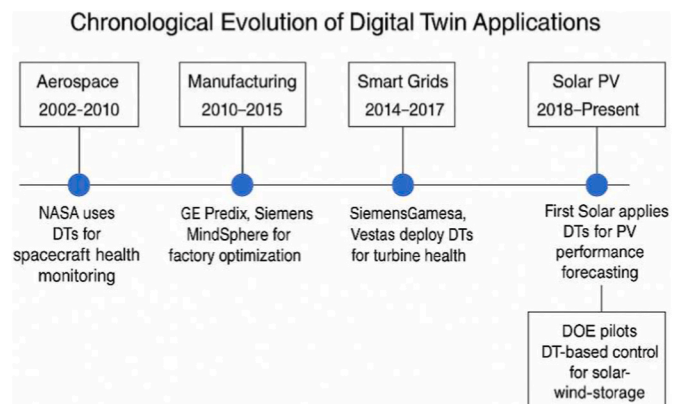 Chronological Evolution of Digital Twin Applications
Aerospace
2002–2010
Manufacturing
2010–2015
Smart Grids
2014–2017
Solar PV
2018–Present
NASA uses
DTs for
spacecraft health
monitoring
GE Predix, Siemens
MindSphere for
factory optimization
SiemensGamesa,
Vestas deploy DTs
for turbine health
First Solar applies
DTs for PV
performance
forecasting
DOE pilots
DT-based control
for solar-
wind-storage